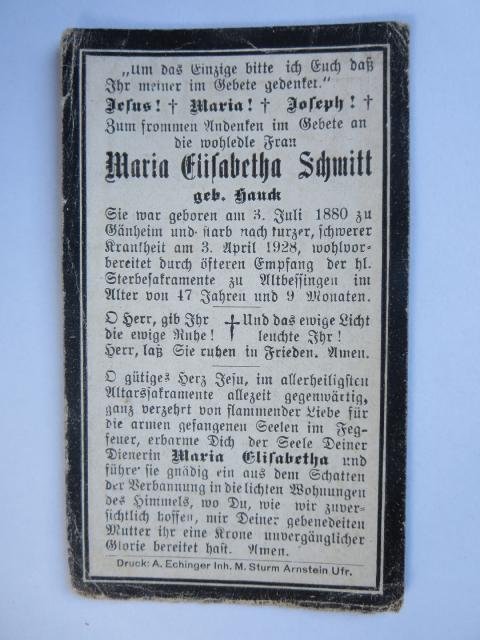 „Um das Einzige bitte ich Euch daß
Ihr meiner im Gebete gedenket."
Jesus! † Maria! † Joseph! †
Zum frommen Andenken im Gebete an
die wohledle Frau
Maria Elisabetha Schmitt
geb. Hauck
Sie war geboren am 3. Juli 1880 zu
Gänheim und starb nach kurzer, schwerer
Krankheit am 3. April 1928, wohlvor-
bereitet durch öfteren Empfang der hl.
Sterbesakramente zu Altbessingen im
Alter von 47 Jahren und 9 Monaten.
O Herr, gib Ihr † Und das ewige Licht
die ewige Ruhe! leuchte Ihr!
Herr, laß Sie ruhen in Frieden. Amen.
O gütiges Herz Jesu, im allerheiligsten
Altarssakramente allezeit gegenwärtig,
ganz verzehrt von flammender Liebe für
die armen gefangenen Seelen im Feg-
feuer, erbarme Dich der Seele Deiner
Dienerin Maria Elisabetha und
führe sie gnädig ein aus dem Schatten
der Verbannung in die lichten Wohnungen
des Himmels, wo Du, wie wir zuver-
sichtlich hoffen, mir Deiner gebenedeiten
Mutter ihr eine Krone unvergänglicher
Glorie bereitet hast. Amen.
Druck: A. Echinger Inh. M. Sturm Arnstein Ufr.